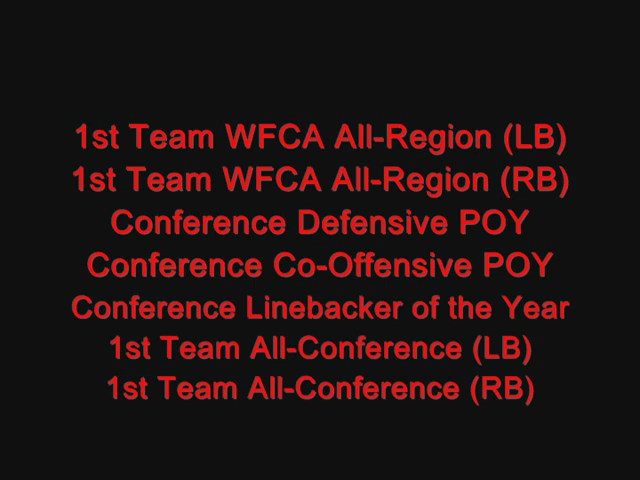 1st Team WFCA All-Region (LB)
1st Team WFCA All-Region (RB)
Conference Defensive POY
Conference Co-Offensive POY
Conference Linebacker of the Year
1st Team All-Conference (LB)
1st Team All-Conference (RB)